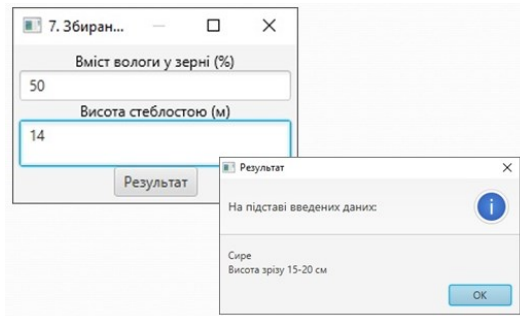 7. Збиран...
Вміст вологи у зерні (%)
50
Висота стеблостою (м)
14
Результат
Результат
На підставі введених даних:
Сире
Висота зрізу 15-20 см
OK